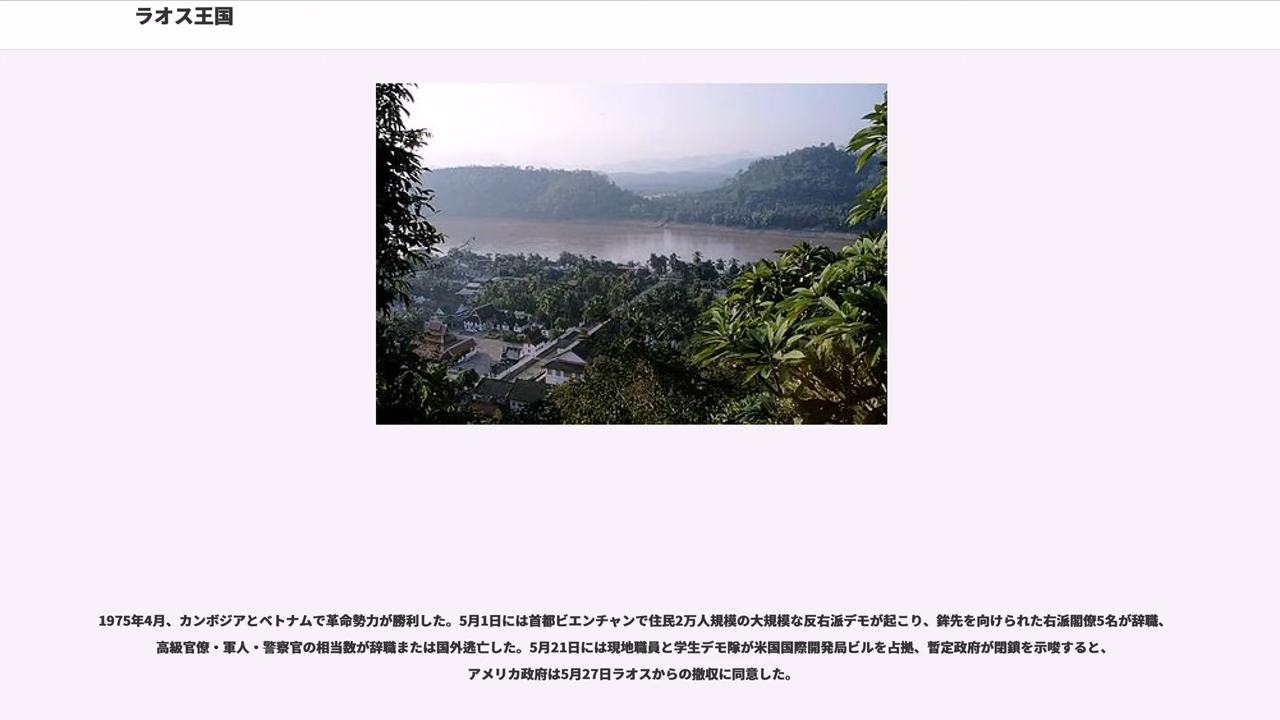 ラオス王国
1975年4月、カンボジアとベトナムで革命勢力が勝利した。5月1日には首都ビエンチャンで住民2万人規模の大規模な反右派デモが起こり、鉾先を向けられた右派閣僚5名が辞職、
高級官僚・軍人・警察官の相当数が辞職または国外逃亡した。5月21日には現地職員と学生デモ隊が米国国際開発局ビルを占拠、暫定政府が閉鎖を示唆すると、
アメリカ政府は5月27日ラオスからの撤収に同意した。